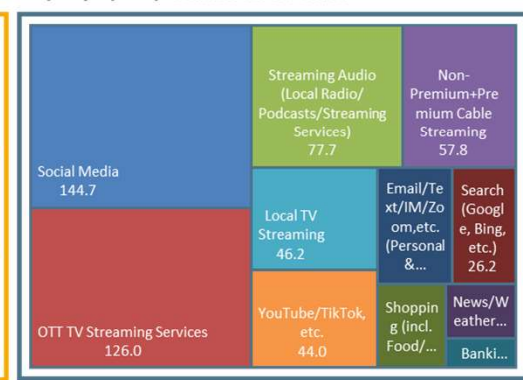 Social Media
144.7
OTT TV Streaming Services
126.0
Streaming Audio
(Local Radio/
Podcasts/Streaming
Services)
77.7
Non-
Premium+Pre
mium Cable
Streaming
57.8
Local TV
Streaming
46.2
YouTube/TikTok,
etc.
44.0
Email/Te
xt/IM/Zo
om,etc.
(Personal
&...
Search
(Googl
e, Bing,
etc.)
26.2
Shoppin
g (incl.
Food/...
News/W
eather...
Banki...